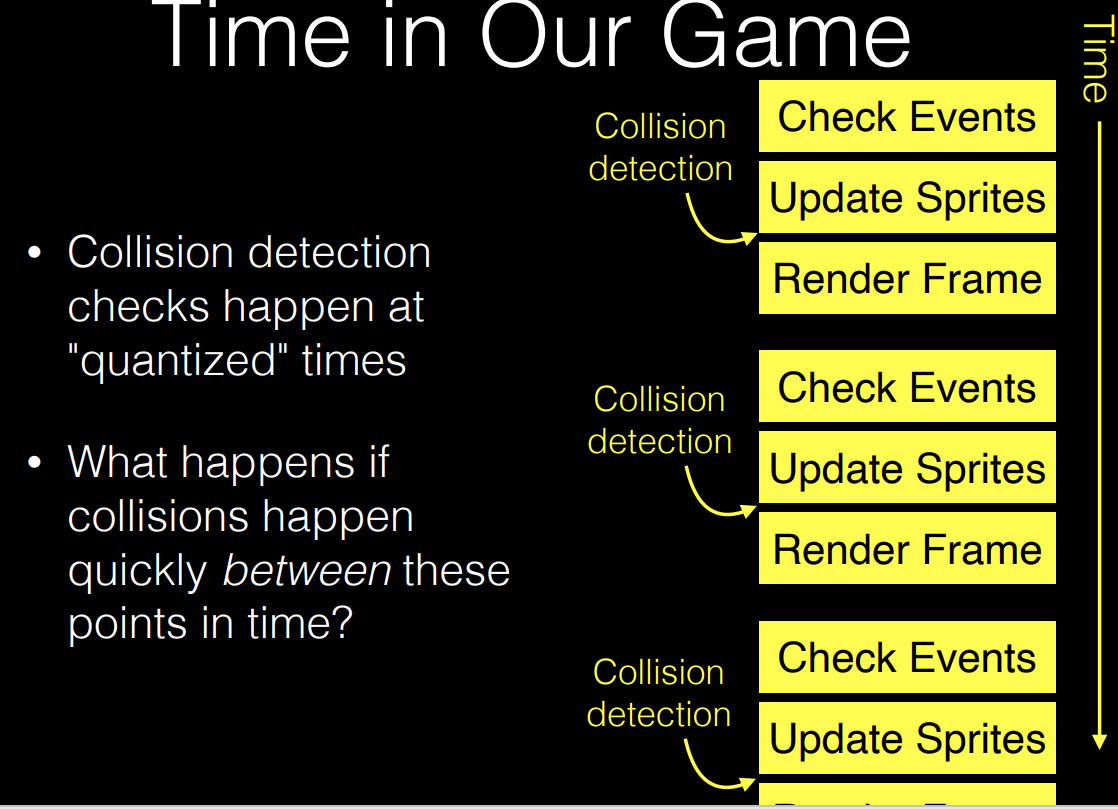 Time in Our Game
Time
• Collision detection
checks happen at
"quantized" times
• What happens if
collisions happen
quickly between these
points in time?
Collision
detection
Check Events
Update Sprites
Render Frame
Collision
detection
Check Events
Update Sprites
Render Frame
Collision
detection
Check Events
Update Sprites